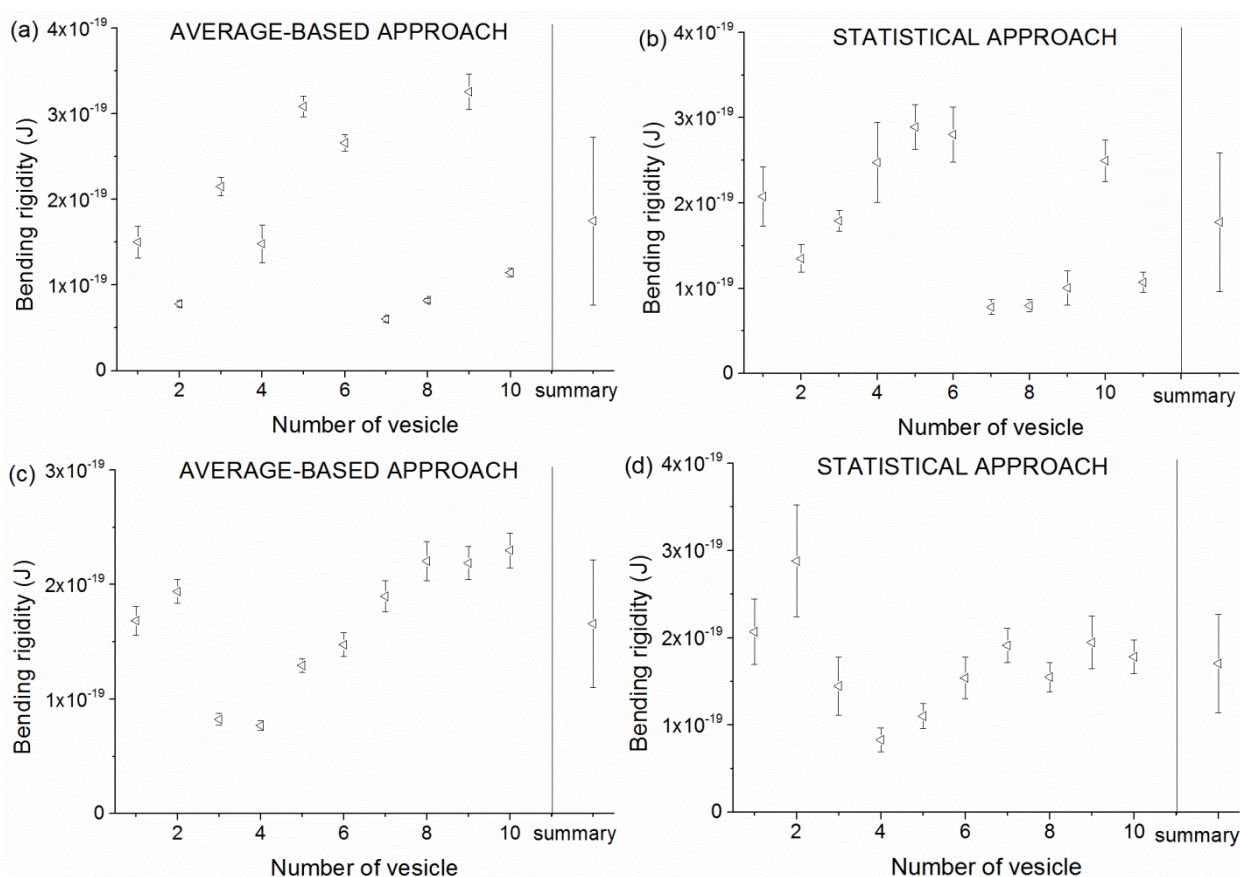 (a)
AVERAGE-BASED APPROACH
4x10⁻¹⁹
3x10⁻¹⁹
2x10⁻¹⁹
1x10⁻¹⁹
0
Bending rigidity (J)
2 4 6 8 10 summary
Number of vesicle
(b)
STATISTICAL APPROACH
4x10⁻¹⁹
3x10⁻¹⁹
2x10⁻¹⁹
1x10⁻¹⁹
0
Bending rigidity (J)
2 4 6 8 10 summary
Number of vesicle
(c)
AVERAGE-BASED APPROACH
3x10⁻¹⁹
2x10⁻¹⁹
1x10⁻¹⁹
0
Bending rigidity (J)
2 4 6 8 10 summary
Number of vesicle
(d)
STATISTICAL APPROACH
4x10⁻¹⁹
3x10⁻¹⁹
2x10⁻¹⁹
1x10⁻¹⁹
0
Bending rigidity (J)
2 4 6 8 10 summary
Number of vesicle